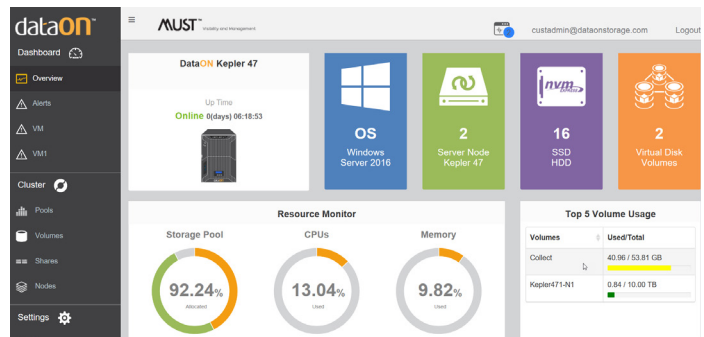 dataON™
Dashboard
Overview
Alerts
VM
VM1
Cluster
Pools
Volumes
Shares
Nodes
Settings
MUST™
Visibility and Management
custadmin@dataonstorage.com
Logout
DataON Kepler 47
Up Time
Online 0(days) 06:18:53
OS
Windows
Server 2016
2
Server Node
Kepler 47
nvm
EXPRESS
16
SSD
HDD
2
Virtual Disk
Volumes
Resource Monitor
Storage Pool
92.24%
Allocated
CPUs
13.04%
Used
Memory
9.82%
Used
Top 5 Volume Usage
Volumes
Used/Total
Collect
40.96 / 53.81 GB
Kepler471-N1
0.84 / 10.00 TB